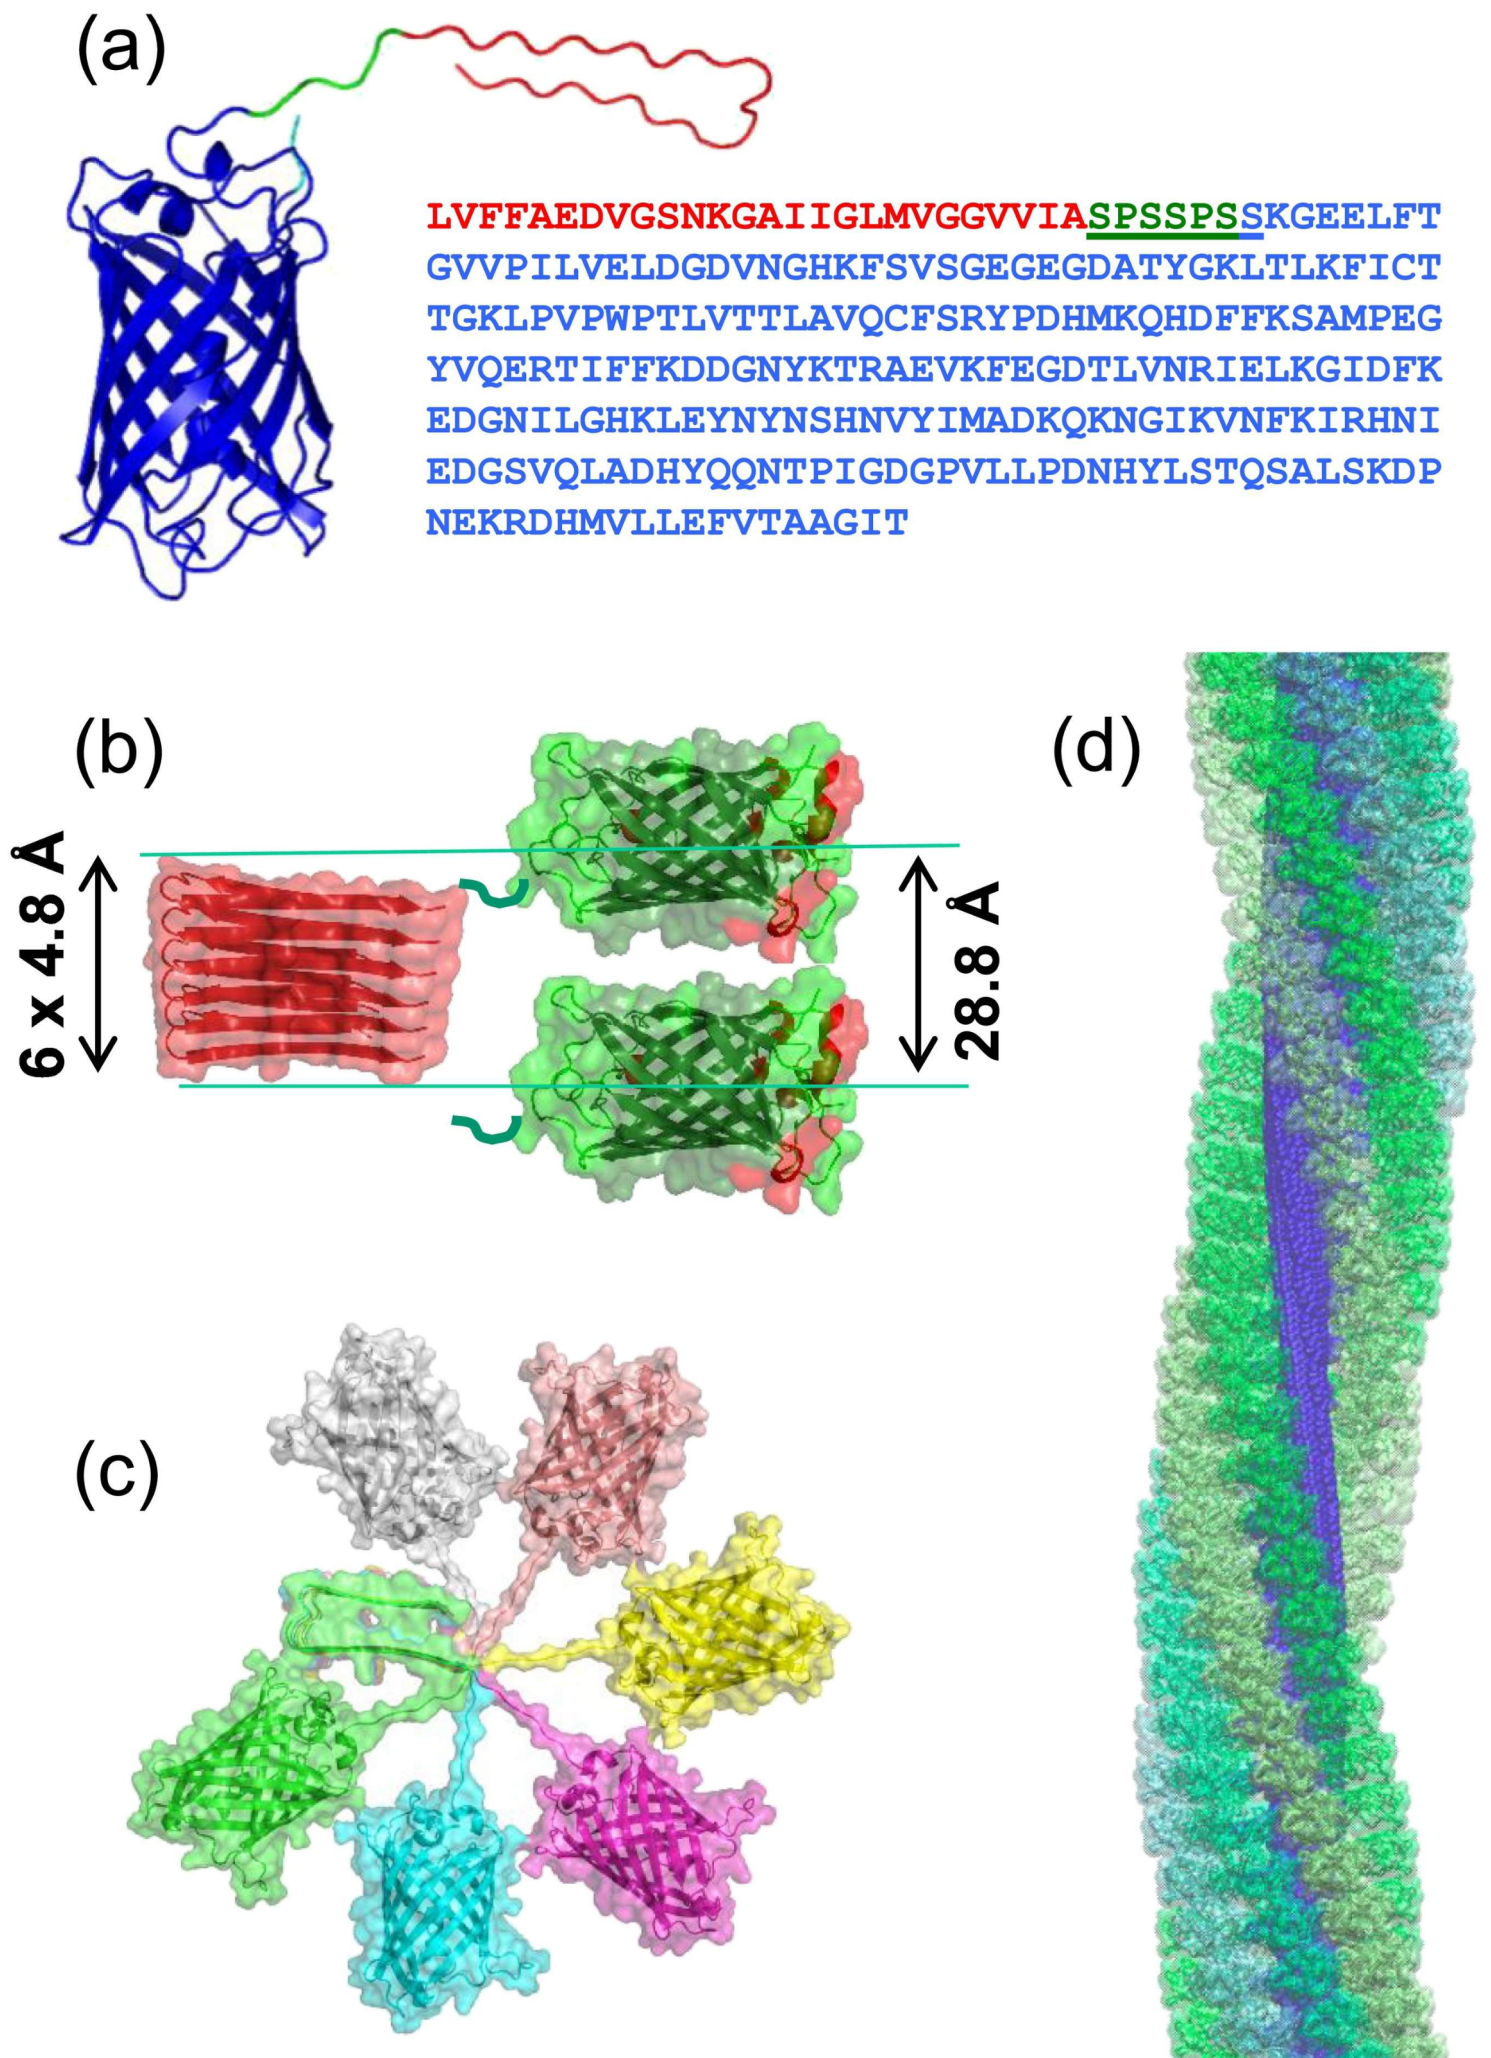 (a)
LVFFAEDVGSNKGAIIGLMVGGVVIASPSSPSSKGEELFT
GVVPILVELDGDVNGHKFSVSGEGEGDATYGKLTLKFICT
TGKLPVPWPTLVTTLAVQCFSRYPDHMKQHDFFKSAMPEG
YVQERTIFFKDDGNYKTRAEVKFEGDTLVNRIELKGIDFK
EDGNILGHKLEYNYNSHNVYIMADKQKNGIKVNFKIRHNI
EDGSVQLADHYQQNTPIGDGPVLLPDNHYLSTQSALSKDP
NEKRDHMVLLEFVTAAGIT
(b)
6 x 4.8 Å
28.8 Å
(d)
(c)